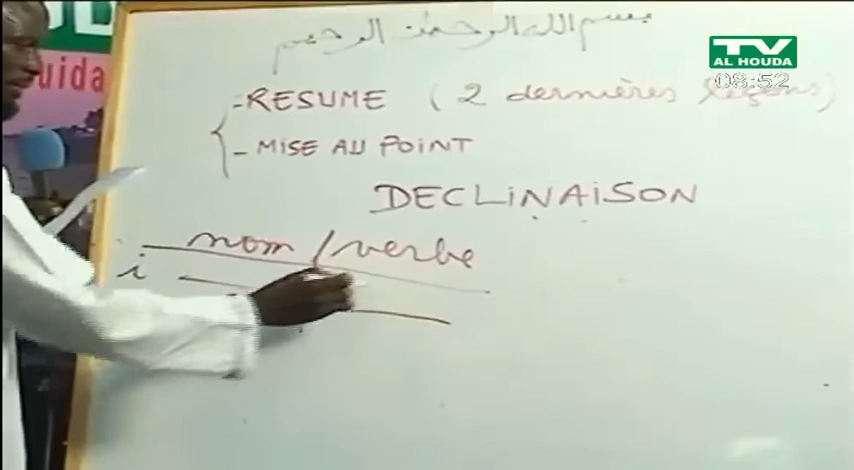 بسم الله الرحمن الرحيم
TV
AL HOUDA
08:52
uida
- RESUME ( 2 dernières leçons )
- MISE AU POINT
DECLINAISON
nom / verbe
i